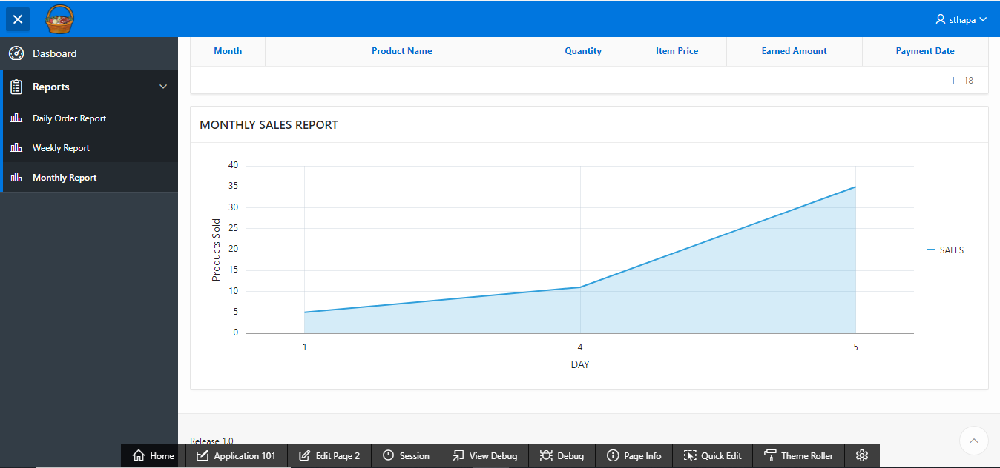 sthapa
Dasboard
Reports
Daily Order Report
Weekly Report
Monthly Report
Month Product Name Quantity Item Price Earned Amount Payment Date
1 - 18
MONTHLY SALES REPORT
40
35
30
25
20
15
10
5
0
Products Sold
1 4 5
DAY
SALES
Release 1.0
Home Application 101 Edit Page 2 Session View Debug Debug Page Info Quick Edit Theme Roller